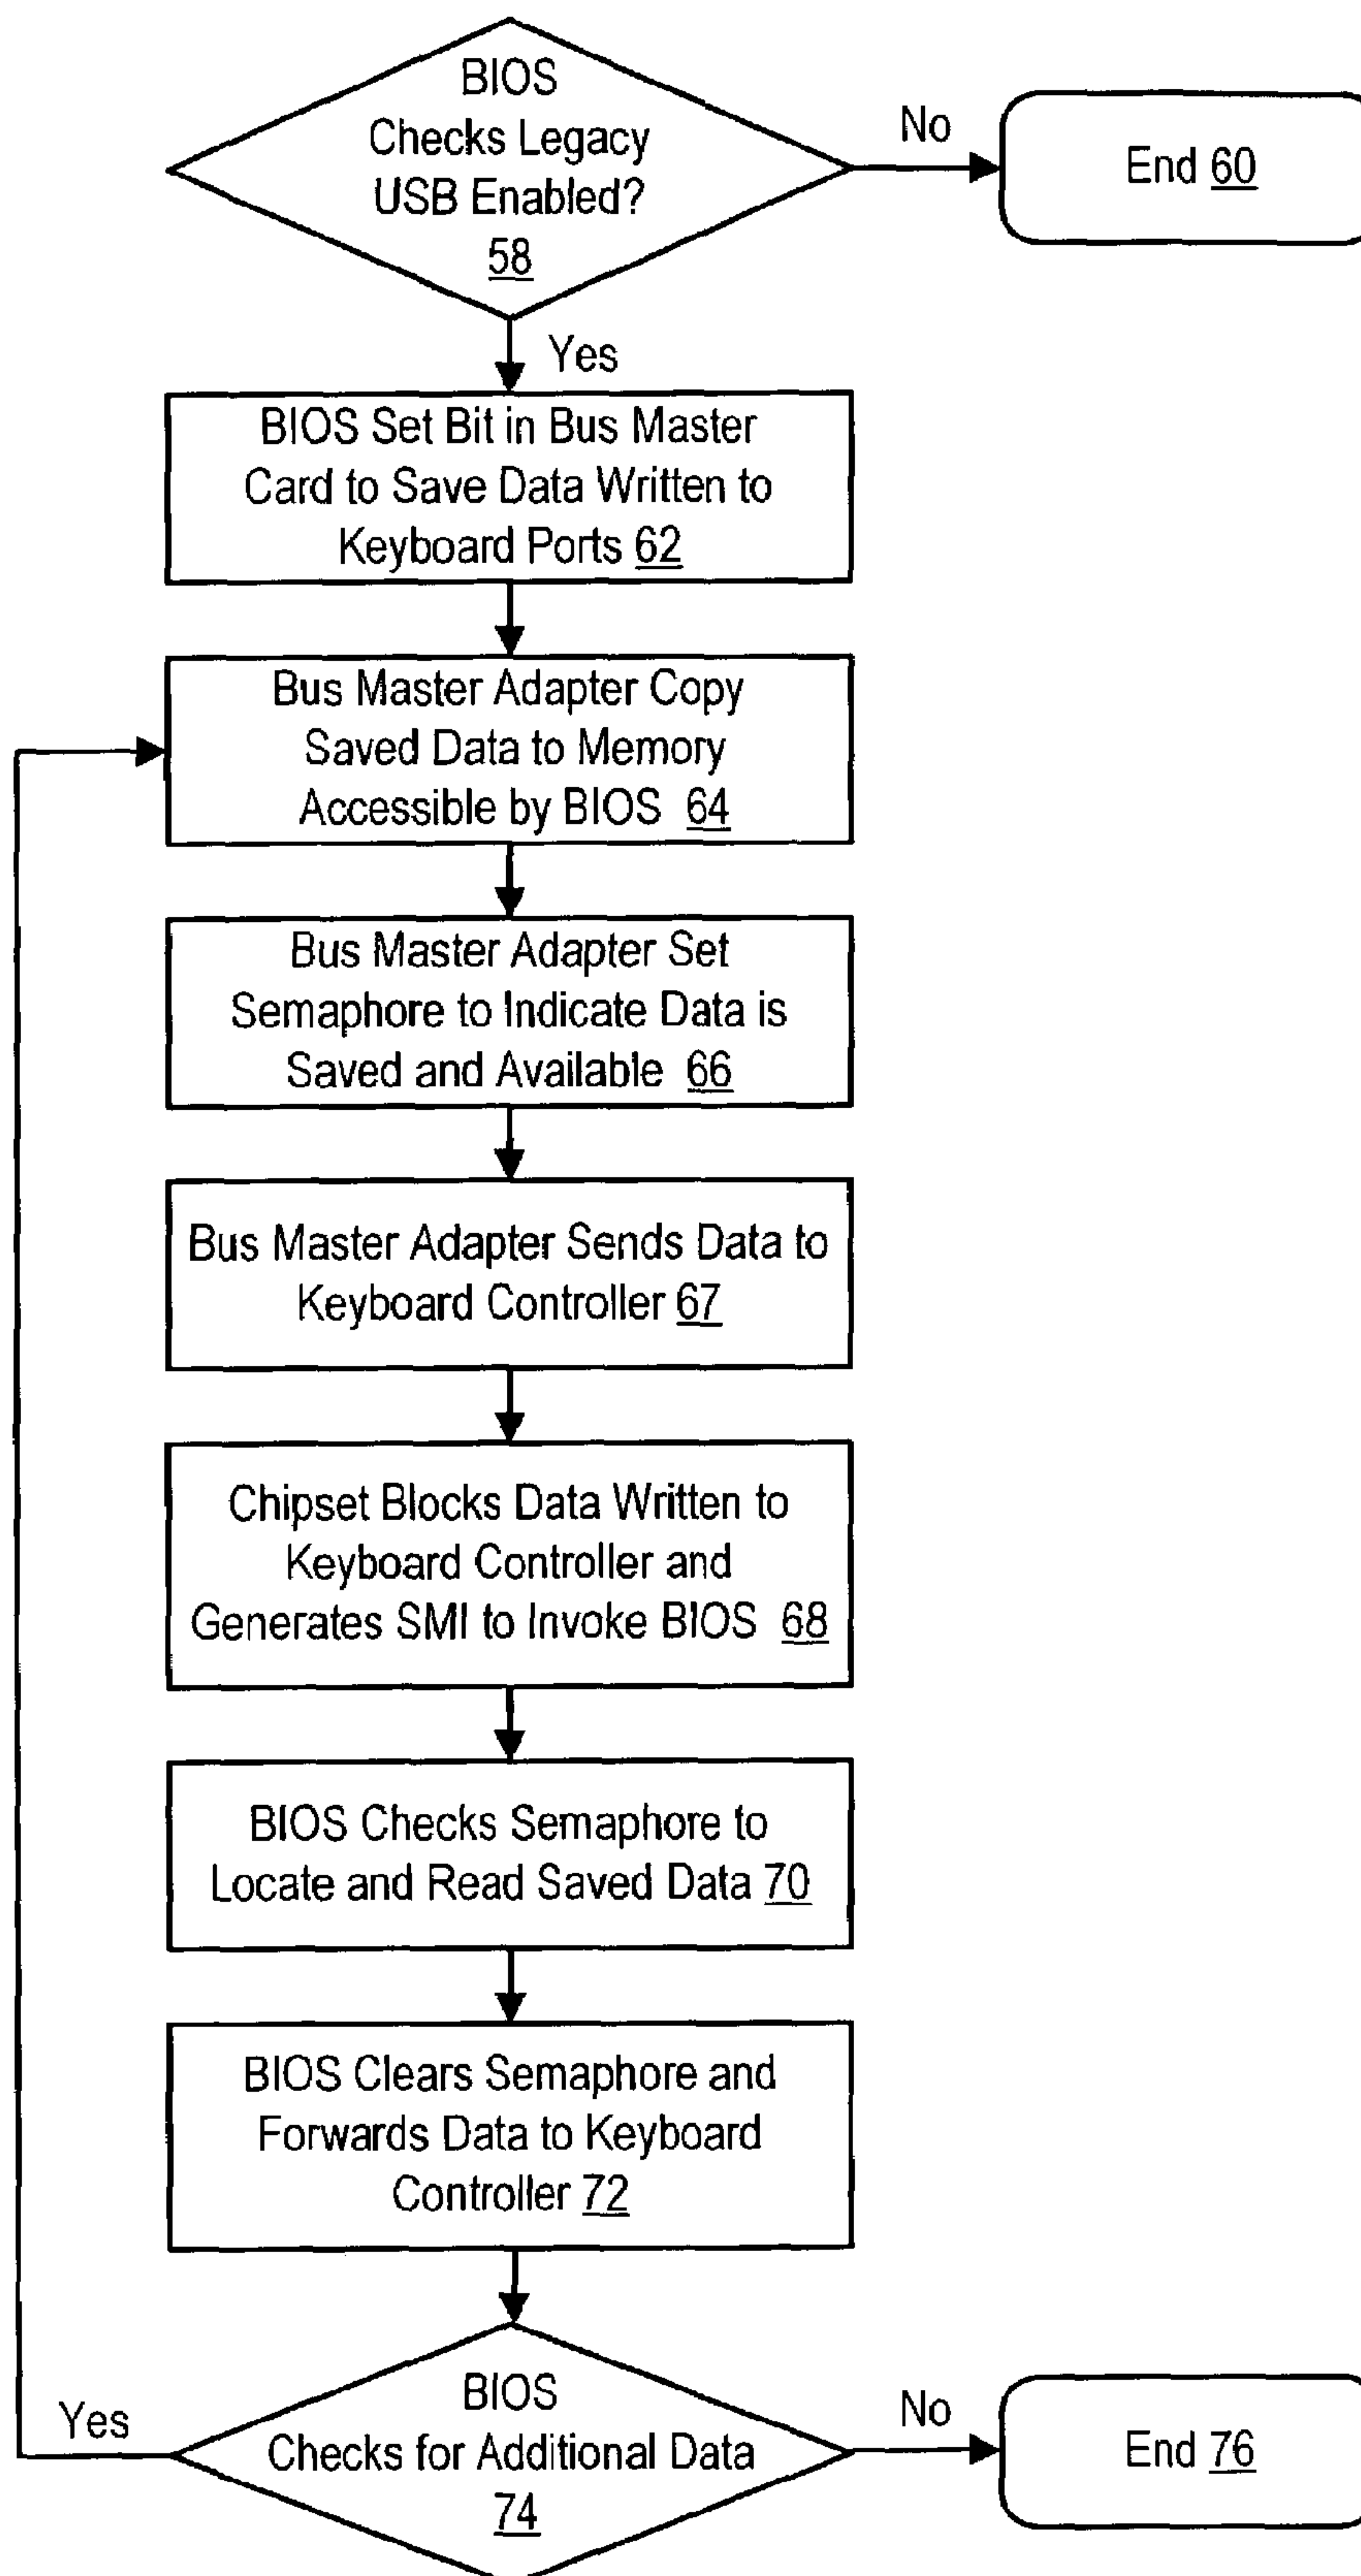 BIOS
Checks Legacy
USB Enabled?
58
No
End 60
Yes
BIOS Set Bit in Bus Master
Card to Save Data Written to
Keyboard Ports 62
Bus Master Adapter Copy
Saved Data to Memory
Accessible by BIOS 64
Bus Master Adapter Set
Semaphore to Indicate Data is
Saved and Available 66
Bus Master Adapter Sends Data to
Keyboard Controller 67
Chipset Blocks Data Written to
Keyboard Controller and
Generates SMI to Invoke BIOS 68
BIOS Checks Semaphore to
Locate and Read Saved Data 70
BIOS Clears Semaphore and
Forwards Data to Keyboard
Controller 72
Yes
BIOS
Checks for Additional Data
74
No
End 76